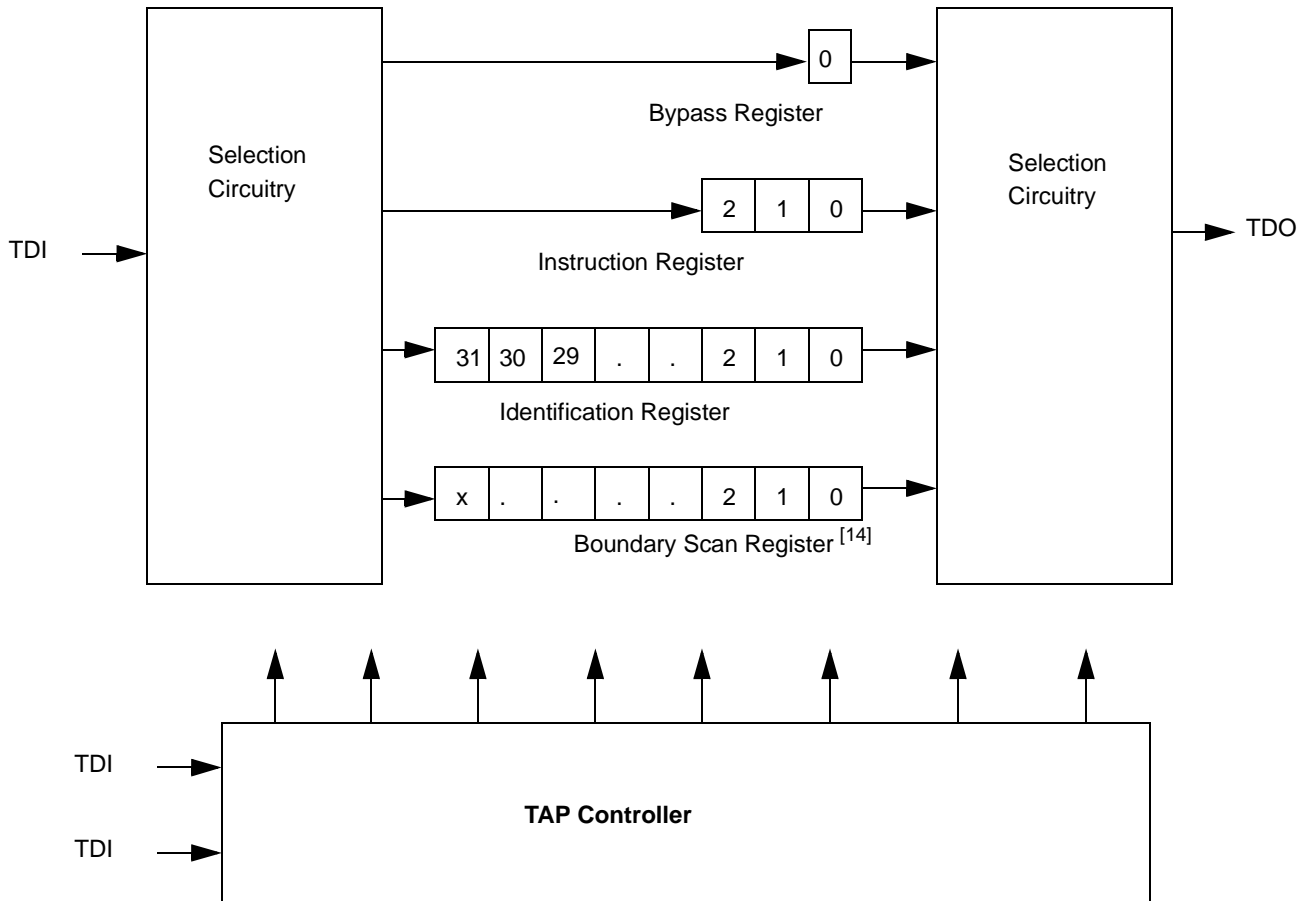 0
Bypass Register
Selection
Circuitry
Selection
Circuitry
2 1 0
TDI
TDO
Instruction Register
31 30 29 . . 2 1 0
Identification Register
x . . . . 2 1 0
Boundary Scan Register [14]
TDI
TAP Controller
TDI